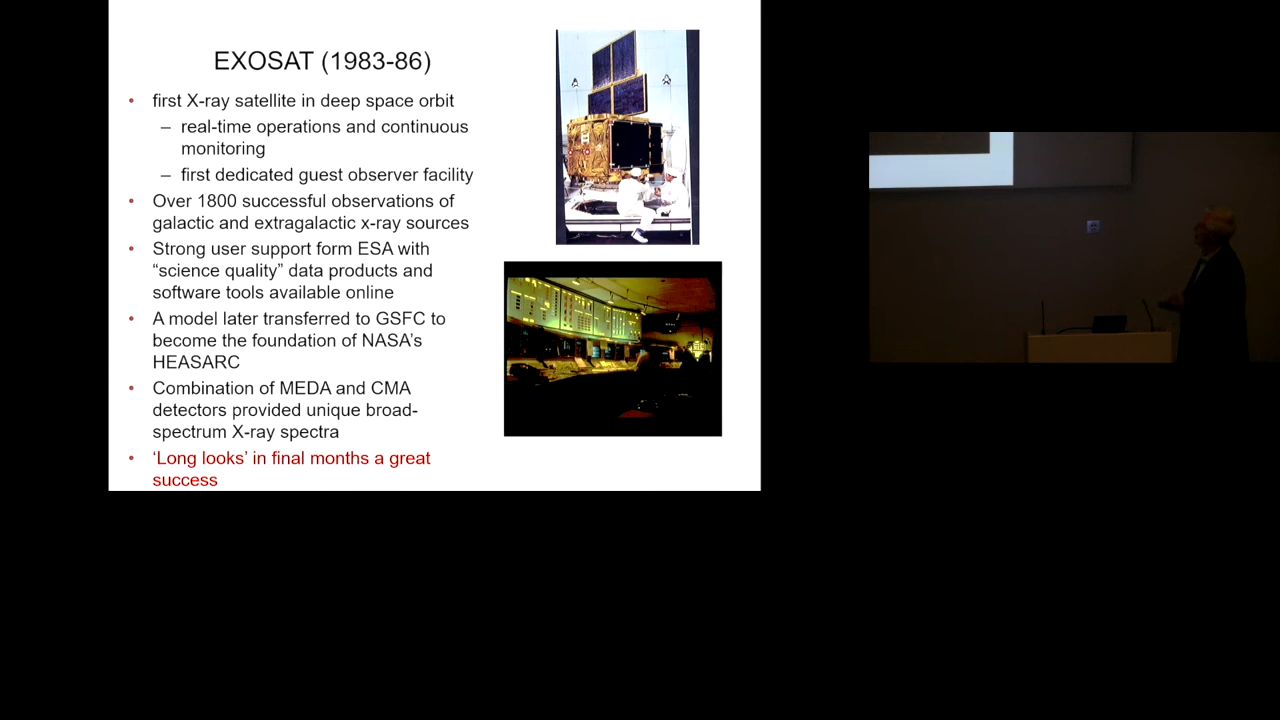 EXOSAT (1983-86)
• first X-ray satellite in deep space orbit
– real-time operations and continuous
monitoring
– first dedicated guest observer facility
• Over 1800 successful observations of
galactic and extragalactic x-ray sources
• Strong user support form ESA with
“science quality” data products and
software tools available online
• A model later transferred to GSFC to
become the foundation of NASA’s
HEASARC
• Combination of MEDA and CMA
detectors provided unique broad-
spectrum X-ray spectra
• ‘Long looks’ in final months a great
success